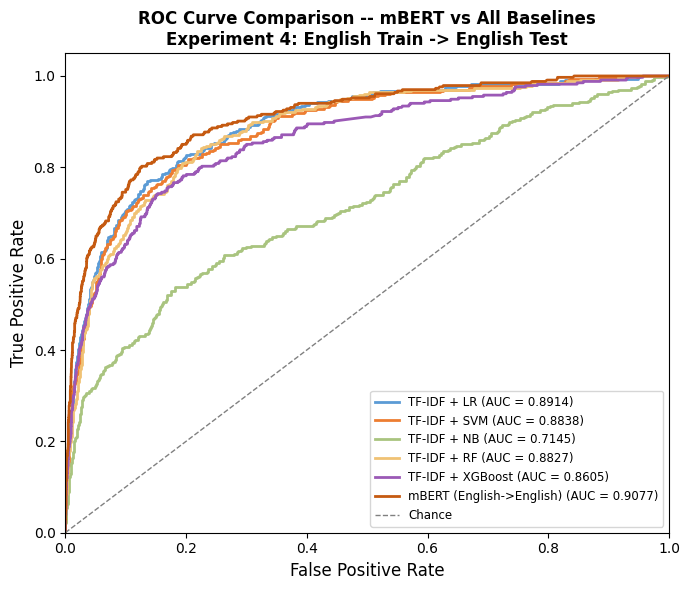 ROC Curve Comparison -- mBERT vs All Baselines
Experiment 4: English Train -> English Test
True Positive Rate
1.0
0.8
0.6
0.4
0.2
0.0
TF-IDF + LR (AUC = 0.8914)
TF-IDF + SVM (AUC = 0.8838)
TF-IDF + NB (AUC = 0.7145)
TF-IDF + RF (AUC = 0.8827)
TF-IDF + XGBoost (AUC = 0.8605)
mBERT (English->English) (AUC = 0.9077)
Chance
0.0 0.2 0.4 0.6 0.8 1.0
False Positive Rate